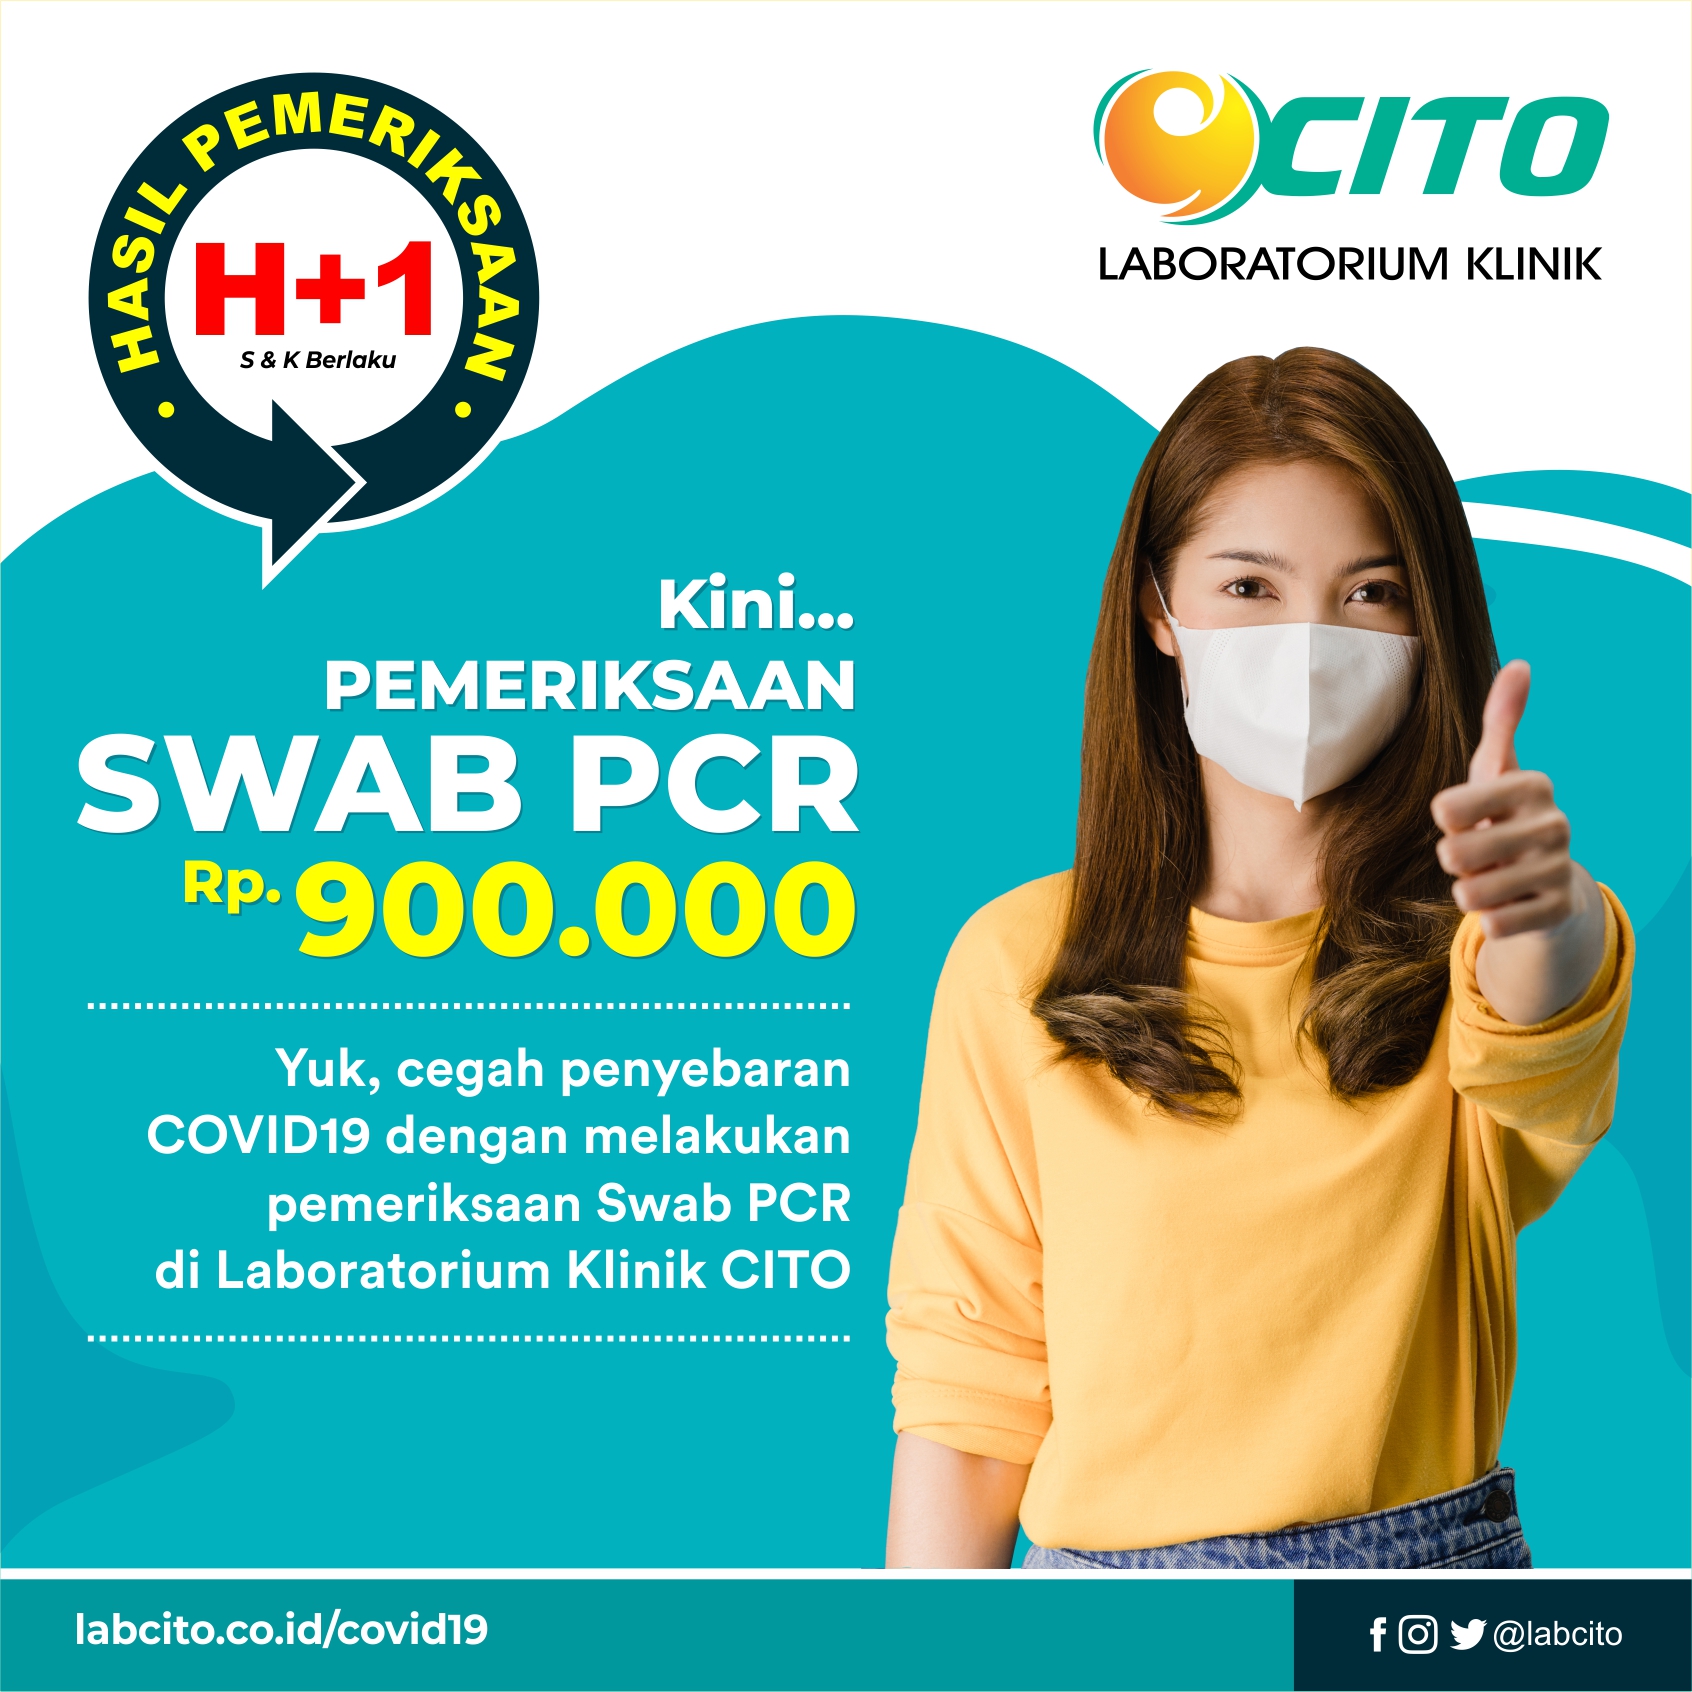 HASIL PEMERIKSAAN
H+1
S & K Berlaku
CITO
LABORATORIUM KLINIK
Kini...
PEMERIKSAAN
SWAB PCR
Rp. 900.000
Yuk, cegah penyebaran
COVID19 dengan melakukan
pemeriksaan Swab PCR
di Laboratorium Klinik CITO
labcito.co.id/covid19
@labcito